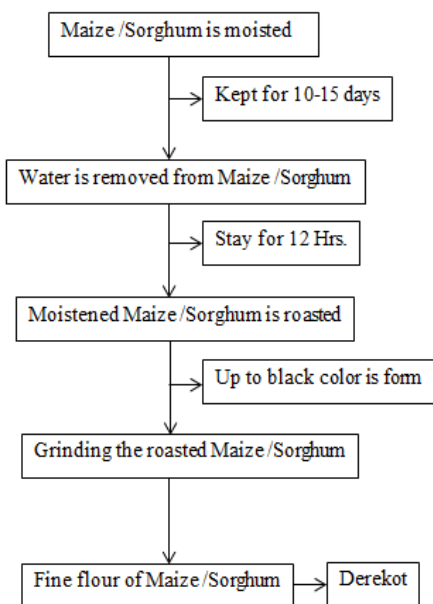 Maize /Sorghum is moisted
Kept for 10-15 days
Water is removed from Maize /Sorghum
Stay for 12 Hrs.
Moistened Maize /Sorghum is roasted
Up to black color is form
Grinding the roasted Maize /Sorghum
Fine flour of Maize /Sorghum
Derekot